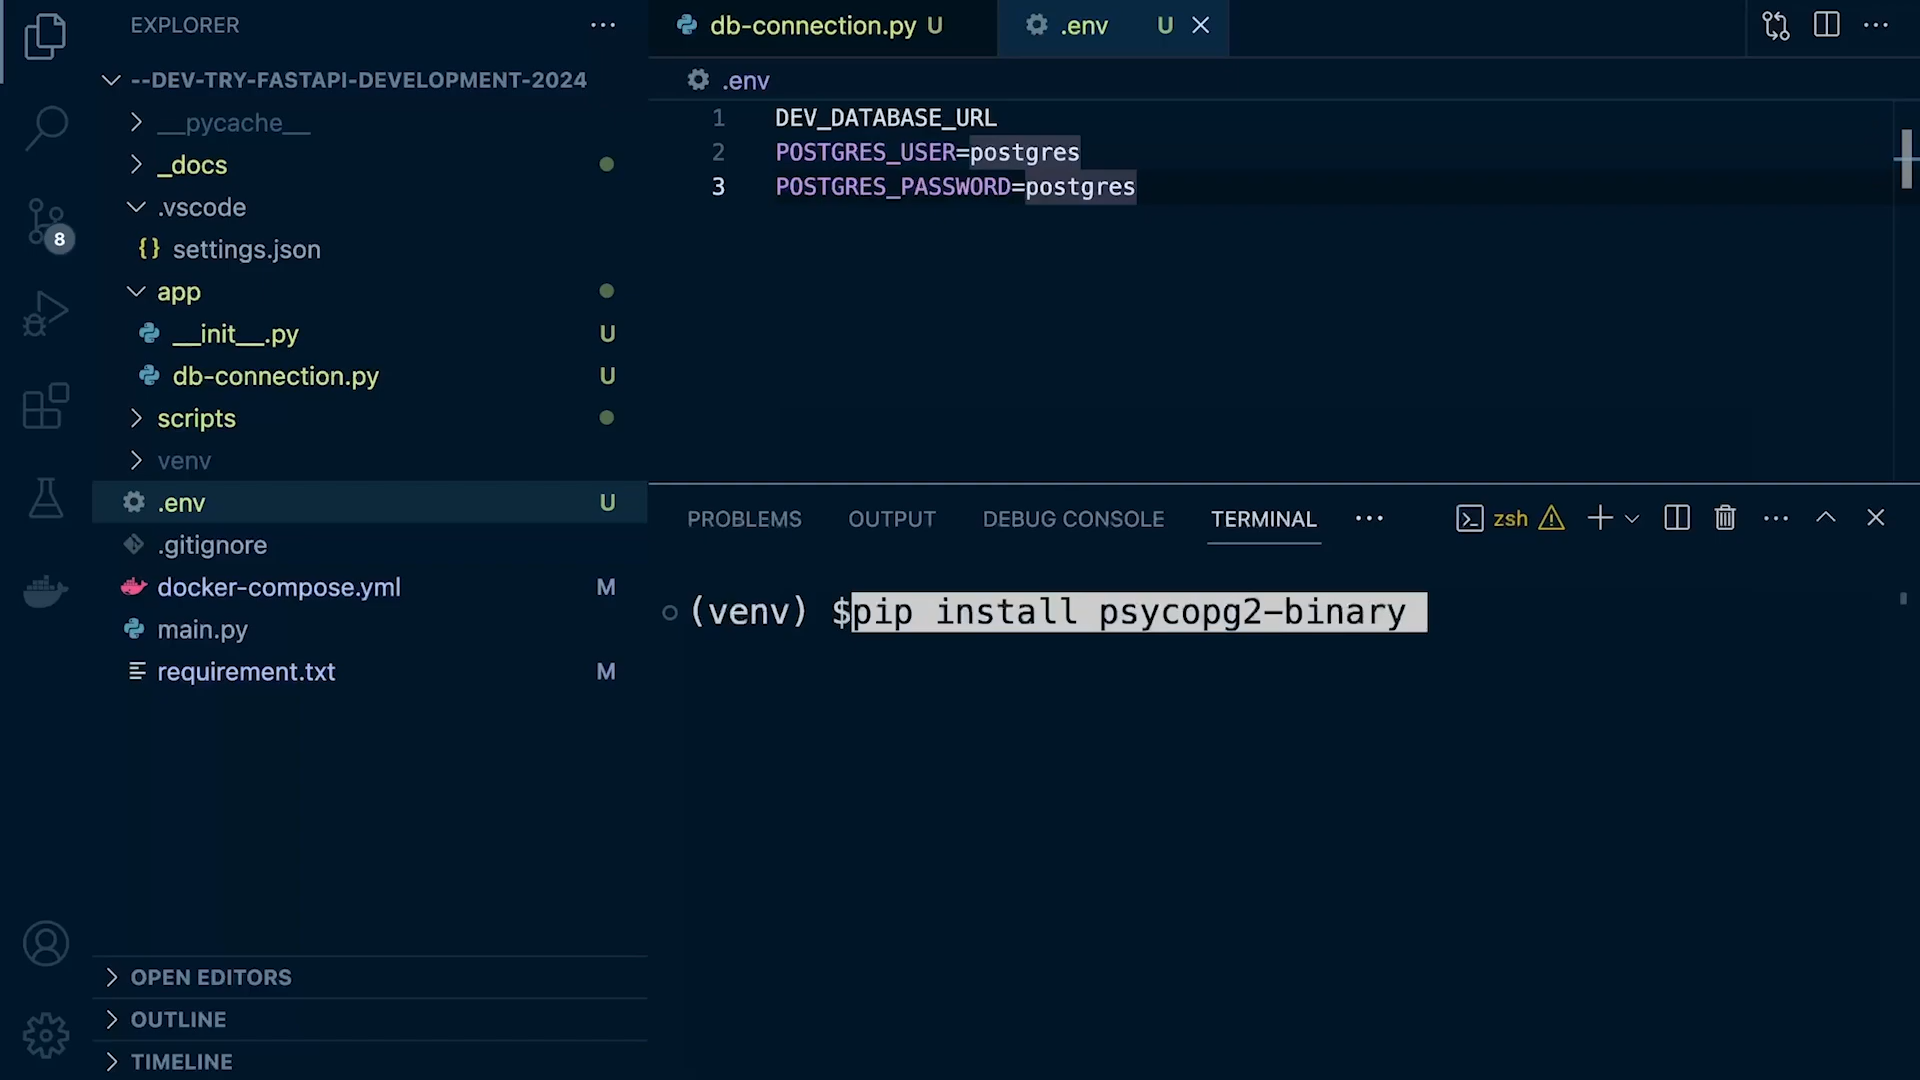 EXPLORER
--DEV-TRY-FASTAPI-DEVELOPMENT-2024
__pycache__
_docs
.vscode
{} settings.json
app
__init__.py U
db-connection.py U
scripts
venv
.env U
.gitignore
docker-compose.yml M
main.py
requirement.txt M
OPEN EDITORS
OUTLINE
TIMELINE
8
db-connection.py U
.env U
.env
1 DEV_DATABASE_URL
2 POSTGRES_USER=postgres
3 POSTGRES_PASSWORD=postgres
PROBLEMS OUTPUT DEBUG CONSOLE TERMINAL zsh
(venv) $pip install psycopg2-binary